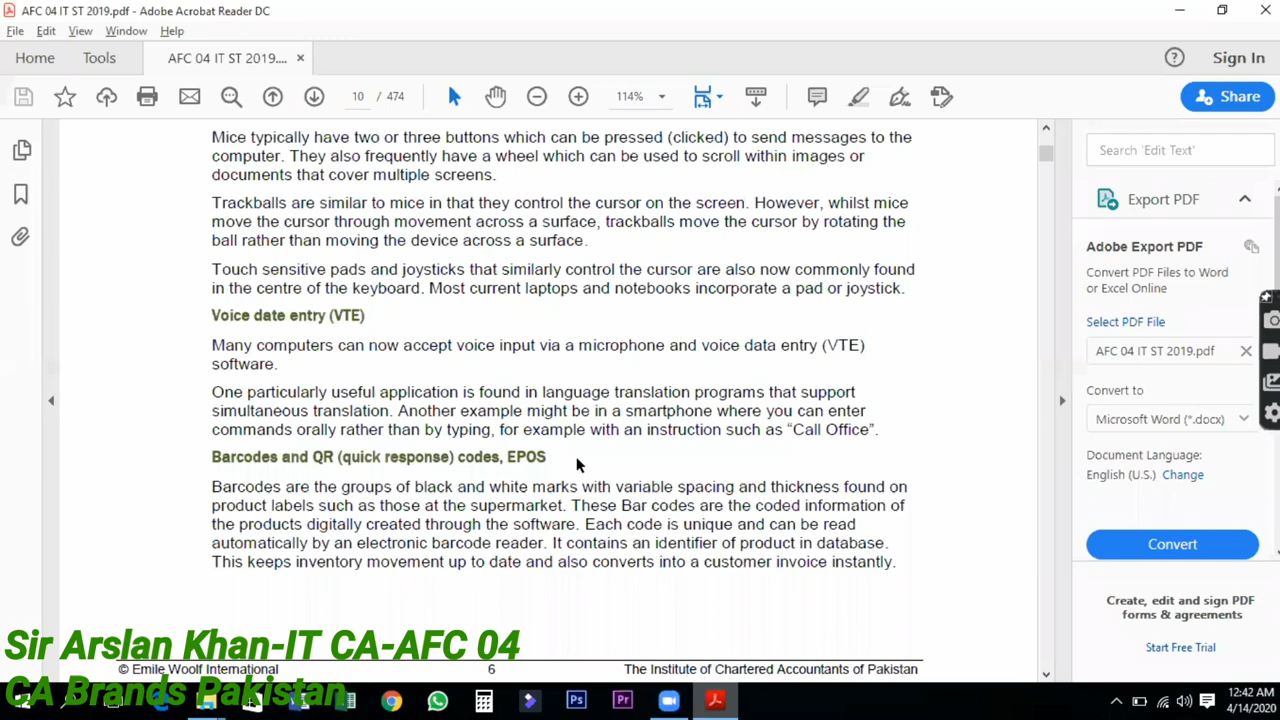 AFC 04 IT ST 2019.pdf - Adobe Acrobat Reader DC
File Edit View Window Help
Home Tools AFC 04 IT ST 2019.... × Sign In
10 / 474 114% Share
Mice typically have two or three buttons which can be pressed (clicked) to send messages to the
computer. They also frequently have a wheel which can be used to scroll within images or
documents that cover multiple screens.
Trackballs are similar to mice in that they control the cursor on the screen. However, whilst mice
move the cursor through movement across a surface, trackballs move the cursor by rotating the
ball rather than moving the device across a surface.
Touch sensitive pads and joysticks that similarly control the cursor are also now commonly found
in the centre of the keyboard. Most current laptops and notebooks incorporate a pad or joystick.
Voice date entry (VTE)
Many computers can now accept voice input via a microphone and voice data entry (VTE)
software.
One particularly useful application is found in language translation programs that support
simultaneous translation. Another example might be in a smartphone where you can enter
commands orally rather than by typing, for example with an instruction such as “Call Office”.
Barcodes and QR (quick response) codes, EPOS
Barcodes are the groups of black and white marks with variable spacing and thickness found on
product labels such as those at the supermarket. These Bar codes are the coded information of
the products digitally created through the software. Each code is unique and can be read
automatically by an electronic barcode reader. It contains an identifier of product in database.
This keeps inventory movement up to date and also converts into a customer invoice instantly.
© Emile Woolf International 6 The Institute of Chartered Accountants of Pakistan
Search 'Edit Text'
Export PDF
Adobe Export PDF
Convert PDF Files to Word
or Excel Online
Select PDF File
AFC 04 IT ST 2019.pdf
Convert to
Microsoft Word (*.docx)
Document Language:
English (U.S.) Change
Convert
Create, edit and sign PDF
forms & agreements
Start Free Trial
Sir Arslan Khan-IT CA-AFC 04
CA Brands Pakistan
Ps Pr
12:42 AM
4/14/2020